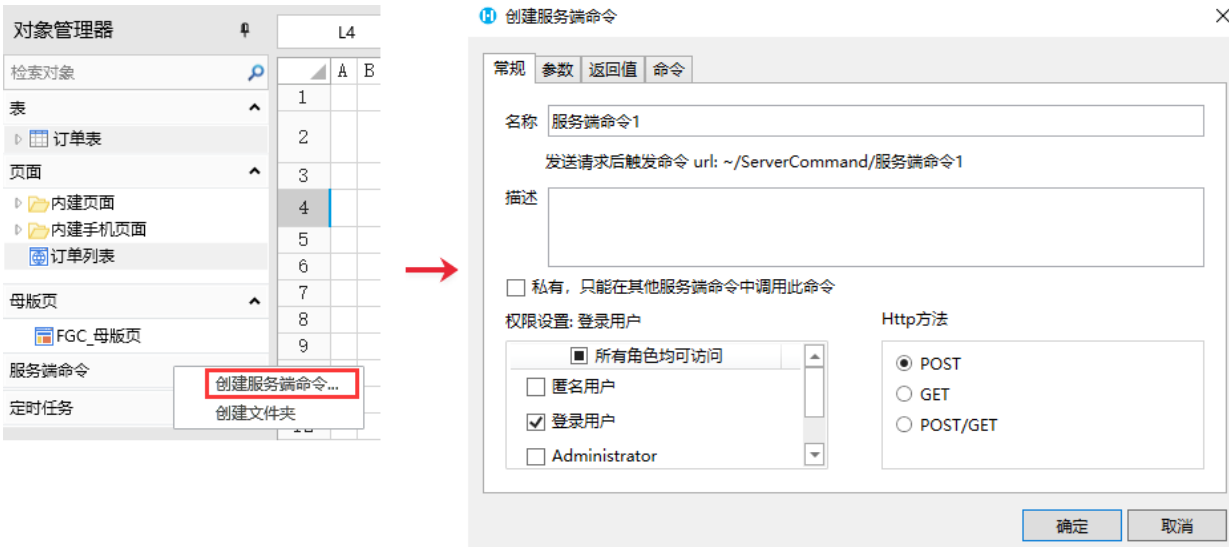 对象管理器
检索对象
表
订单表
页面
内建页面
内建手机页面
订单列表
母版页
FGC_母版页
服务端命令
定时任务
创建服务端命令...
创建文件夹
L4
A B
1
2
3
4
5
6
7
8
9
创建服务端命令
常规 参数 返回值 命令
名称 服务端命令1
发送请求后触发命令 url: ~/ServerCommand/服务端命令1
描述
私有，只能在其他服务端命令中调用此命令
权限设置: 登录用户
所有角色均可访问
匿名用户
登录用户
Administrator
Http方法
POST
GET
POST/GET
确定 取消